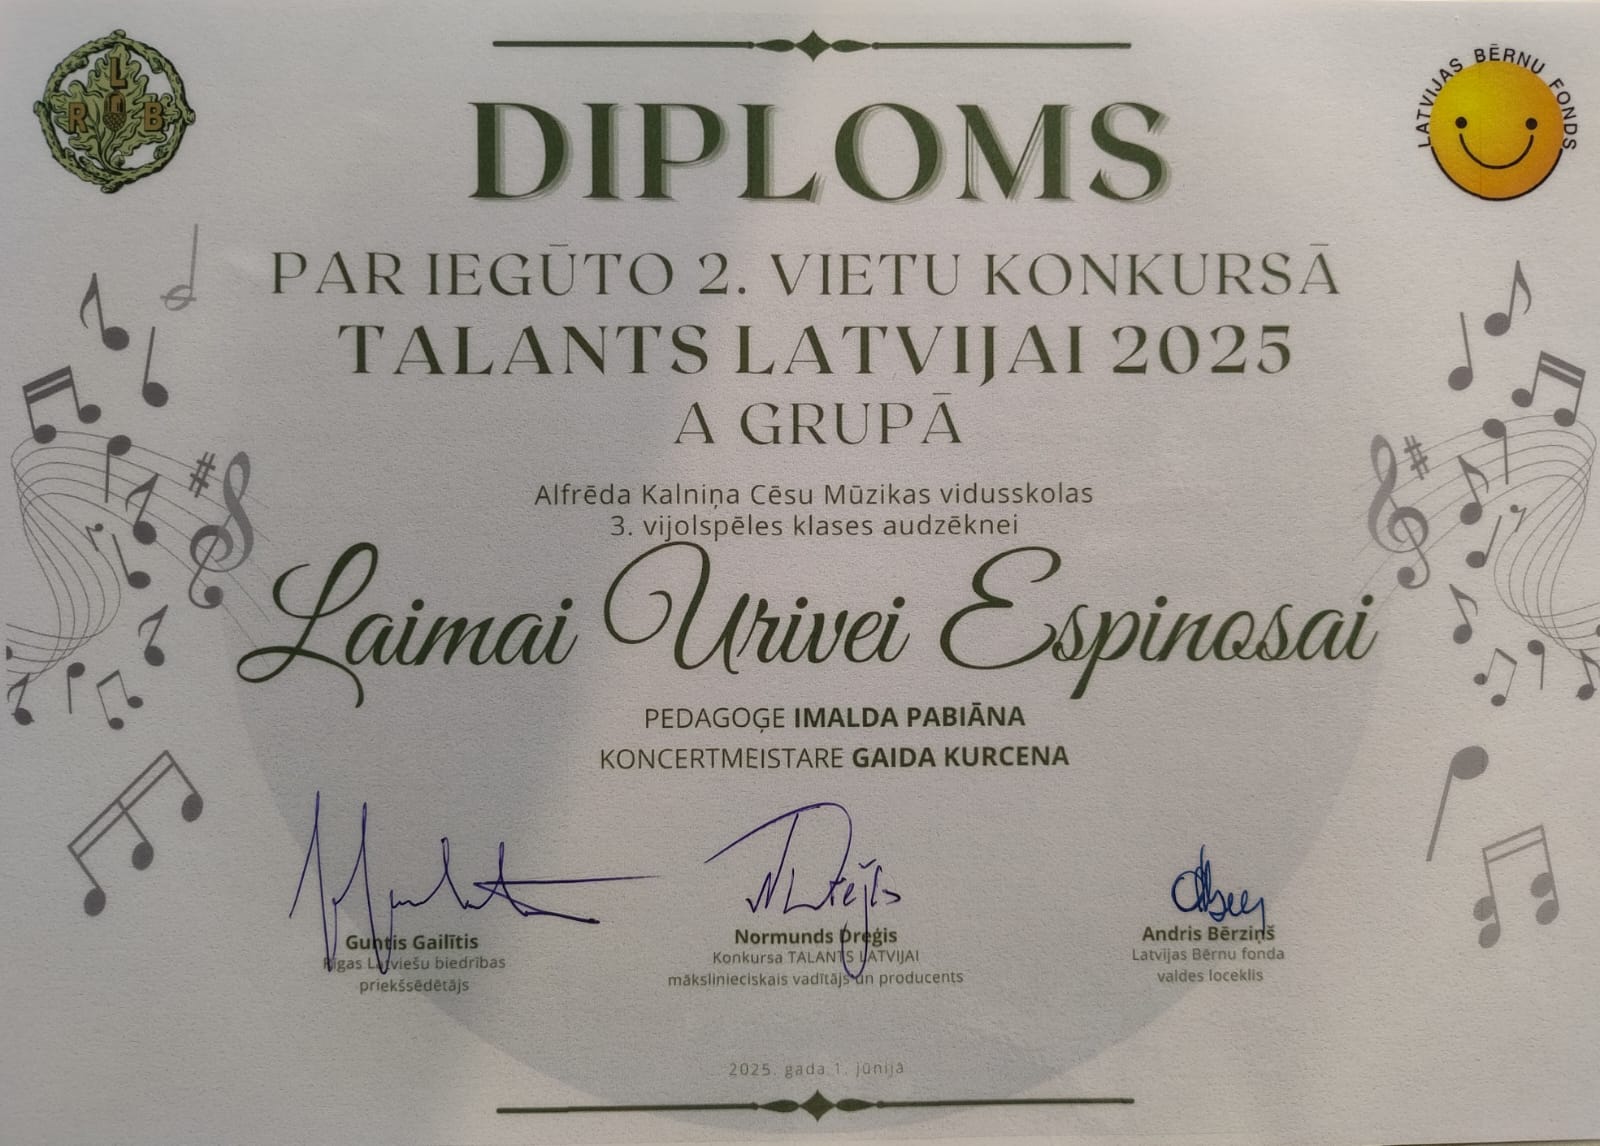 L
R B
LATVIJAS BĒRNU FONDS
DIPLOMS
PAR IEGŪTO 2. VIETU KONKURSĀ
TALANTS LATVIJAI 2025
A GRUPĀ
Alfrēda Kalniņa Cēsu Mūzikas vidusskolas
3. vijolspēles klases audzēknei
Laimai Urivei Espinosai
PEDAGOĢE IMALDA PABIĀNA
KONCERTMEISTARE GAIDA KURCENA
Guntis Gailītis
Rīgas Latviešu biedrības
priekšsēdētājs
Normunds Dreģis
Konkursa TALANTS LATVIJAI
mākslinieciskais vadītājs un producents
Andris Bērziņš
Latvijas Bērnu fonda
valdes loceklis
2025. gada 1. jūnijā